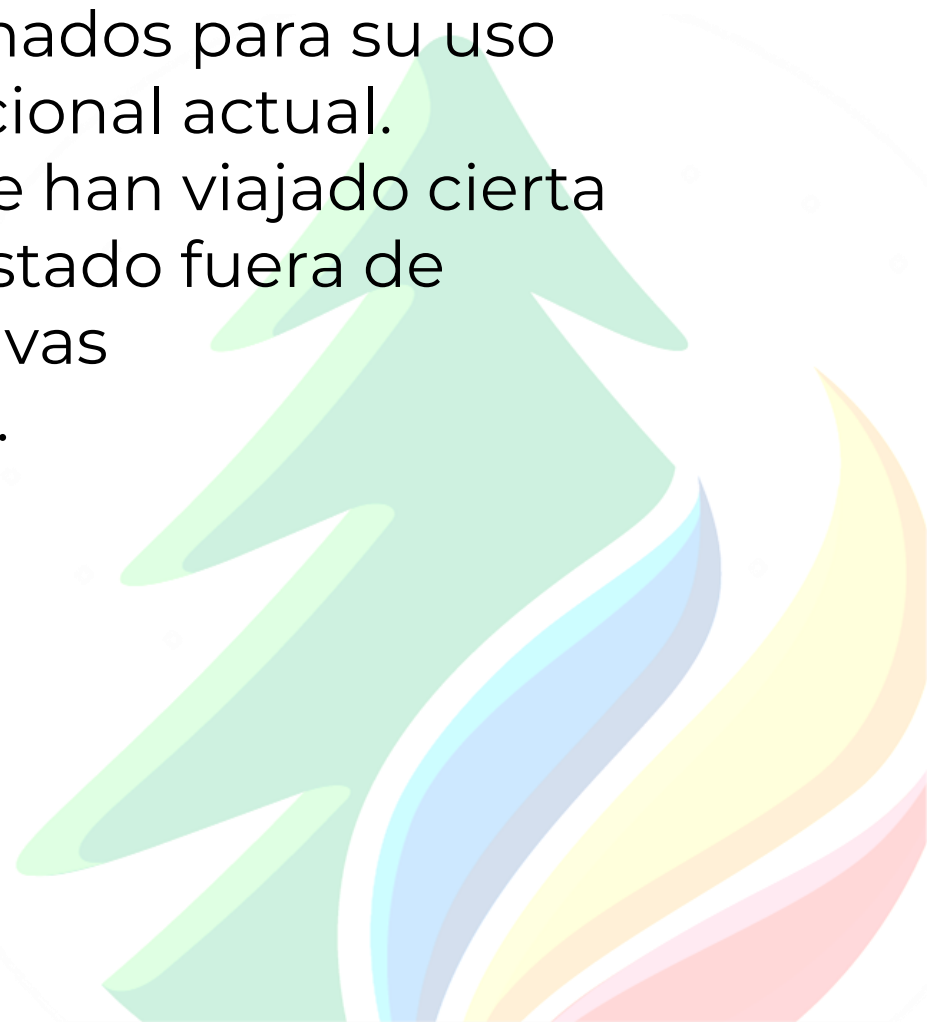 nados para su uso
cional actual.
e han viajado cierta
stado fuera de
vas
.